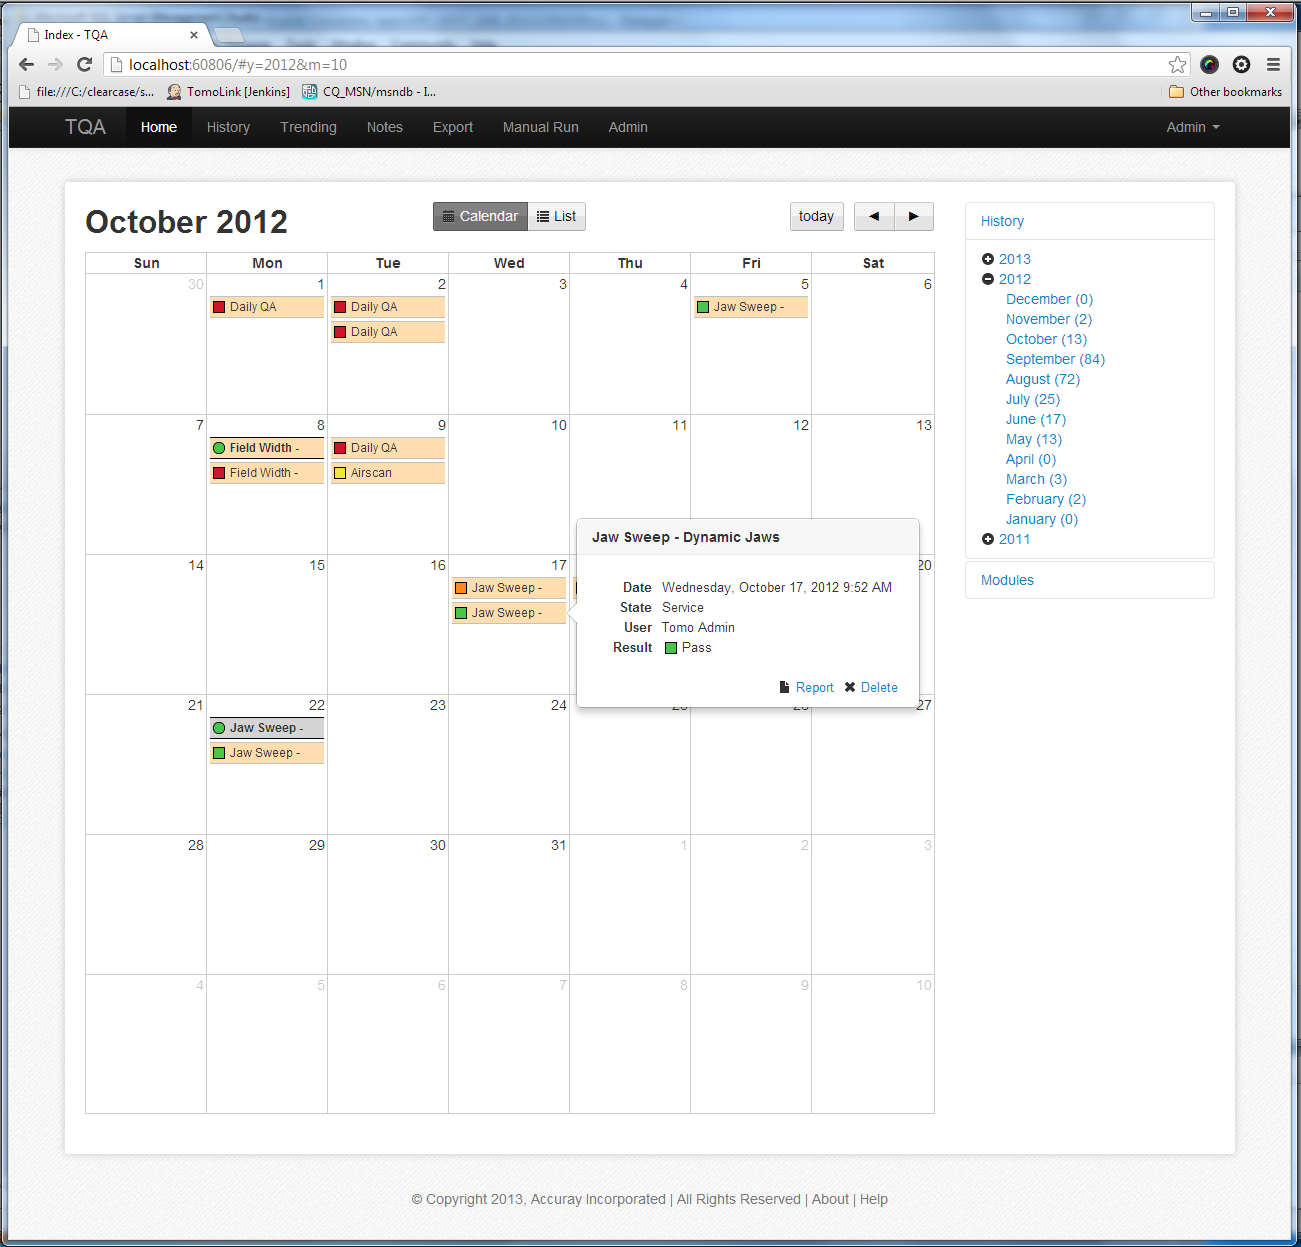 Index - TQA
localhost:60806/#y=2012&m=10
file:///C:/clearcase/s... TomoLink [Jenkins] CQ_MSN/msndb - I... Other bookmarks
TQA Home History Trending Notes Export Manual Run Admin Admin
October 2012
Calendar List
today
Sun Mon Tue Wed Thu Fri Sat
30 1 2 3 4 5 6
Daily QA Daily QA Jaw Sweep -
Daily QA
7 8 9 10 11 12 13
Field Width - Daily QA
Field Width - Airscan
14 15 16 17 20
Jaw Sweep -
Jaw Sweep -
Jaw Sweep - Dynamic Jaws
Date Wednesday, October 17, 2012 9:52 AM
State Service
User Tomo Admin
Result Pass
Report Delete
21 22 23 24 27
Jaw Sweep -
Jaw Sweep -
28 29 30 31 1 2 3
4 5 6 7 8 9 10
History
2013
2012
December (0)
November (2)
October (13)
September (84)
August (72)
July (25)
June (17)
May (13)
April (0)
March (3)
February (2)
January (0)
2011
Modules
© Copyright 2013, Accuray Incorporated | All Rights Reserved | About | Help